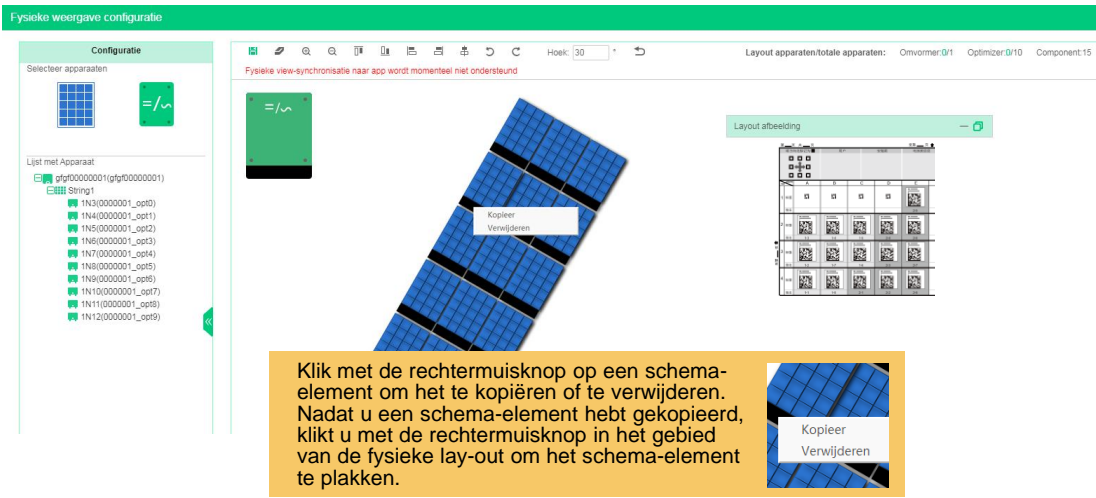 Fysieke weergave configuratie
Configuratie
Selecteer apparaaten
=/∽
Lijst met Apparaat
gfgf00000001(gfgf00000001)
String1
1N3(0000001_opt0)
1N4(0000001_opt1)
1N5(0000001_opt2)
1N6(0000001_opt3)
1N7(0000001_opt4)
1N8(0000001_opt5)
1N9(0000001_opt6)
1N10(0000001_opt7)
1N11(0000001_opt8)
1N12(0000001_opt9)
Hoek: 30 °
Layout apparaten/totale apparaten: Omvormer:0/1 Optimizer:0/10 Component:15
Fysieke view-synchronisatie naar app wordt momenteel niet ondersteund
=/∽
Kopieer
Verwijderen
Layout afbeelding
A B C D E
Klik met de rechtermuisknop op een schema-
element om het te kopiëren of te verwijderen.
Nadat u een schema-element hebt gekopieerd,
klikt u met de rechtermuisknop in het gebied
van de fysieke lay-out om het schema-element
te plakken.
Kopieer
Verwijderen